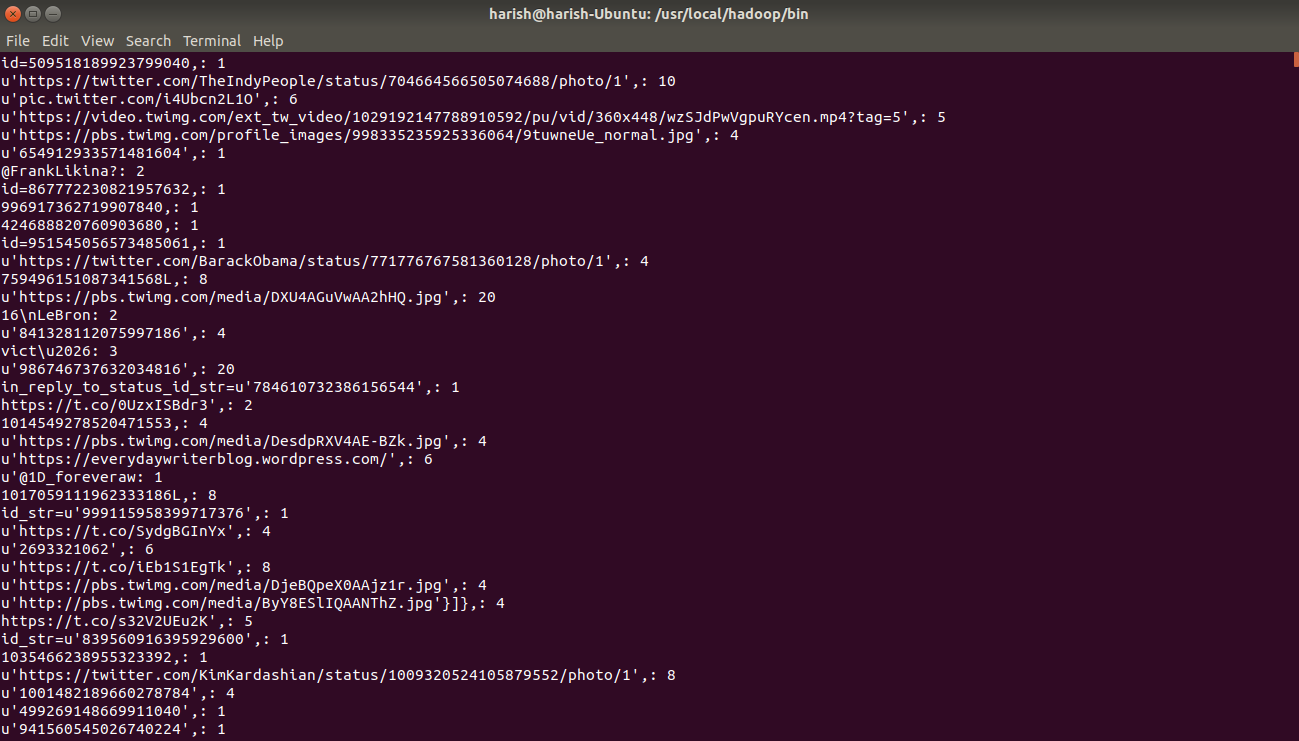 harish@harish-Ubuntu: /usr/local/hadoop/bin
File Edit View Search Terminal Help
id=509518189923799040,: 1
u'https://twitter.com/TheIndyPeople/status/704664566505074688/photo/1',: 10
u'pic.twitter.com/i4Ubcn2L1O',: 6
u'https://video.twimg.com/ext_tw_video/1029192147788910592/pu/vid/360x448/wzSJdPwVgpuRYcen.mp4?tag=5',: 5
u'https://pbs.twimg.com/profile_images/998335235925336064/9tuwneUe_normal.jpg',: 4
u'654912933571481604',: 1
@FrankLikina?: 2
id=867772230821957632,: 1
996917362719907840,: 1
424688820760903680,: 1
id=951545056573485061,: 1
u'https://twitter.com/BarackObama/status/771776767581360128/photo/1',: 4
759496151087341568L,: 8
u'https://pbs.twimg.com/media/DXU4AGuVwAA2hHQ.jpg',: 20
16\nLeBron: 2
u'841328112075997186',: 4
vict\u2026: 3
u'986746737632034816',: 20
in_reply_to_status_id_str=u'784610732386156544',: 1
https://t.co/0UzxISBdr3',: 2
1014549278520471553,: 4
u'https://pbs.twimg.com/media/DesdpRXV4AE-BZk.jpg',: 4
u'https://everydaywriterblog.wordpress.com/',: 6
u'@1D_foreveraw: 1
1017059111962333186L,: 8
id_str=u'999115958399717376',: 1
u'https://t.co/SydgBGInYx',: 4
u'2693321062',: 6
u'https://t.co/iEb1S1EgTk',: 8
u'https://pbs.twimg.com/media/DjeBQpeX0AAjz1r.jpg',: 4
u'http://pbs.twimg.com/media/ByY8ESlIQAANThZ.jpg'}]},: 4
https://t.co/s32V2UEu2K',: 5
id_str=u'839560916395929600',: 1
1035466238955323392,: 1
u'https://twitter.com/KimKardashian/status/1009320524105879552/photo/1',: 8
u'1001482189660278784',: 4
u'499269148669911040',: 1
u'941560545026740224',: 1